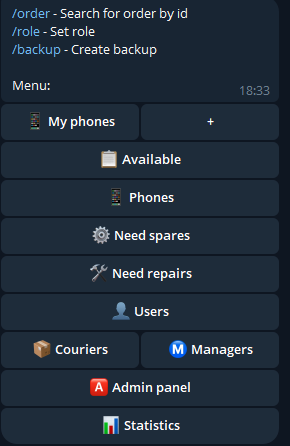 /order - Search for order by id
/role - Set role
/backup - Create backup
Menu:
18:33
📱 My phones
+
📋 Available
📱 Phones
⚙️ Need spares
🛠 Need repairs
👤 Users
📦 Couriers
Ⓜ️ Managers
🅰️ Admin panel
📊 Statistics